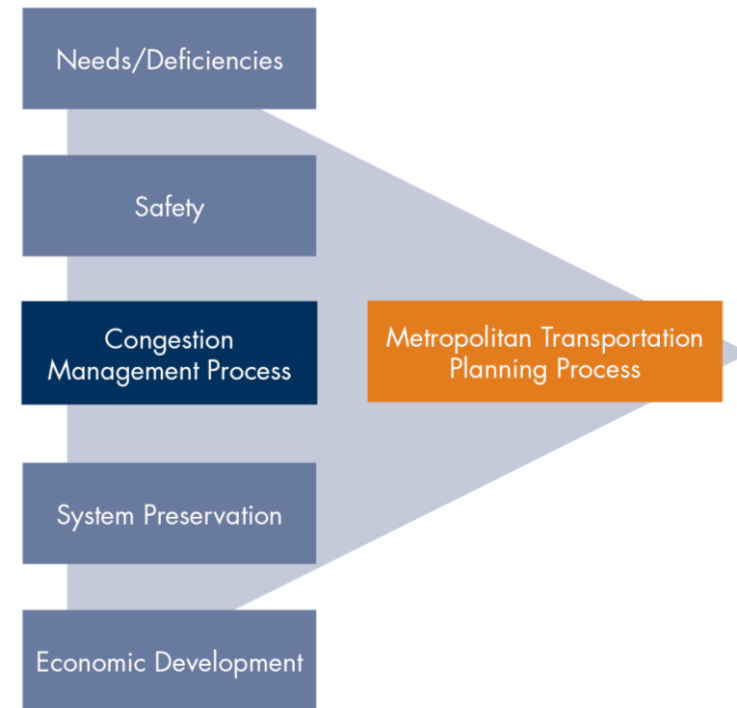 Needs/Deficiencies
Safety
Congestion
Management Process
Metropolitan Transportation
Planning Process
System Preservation
Economic Development